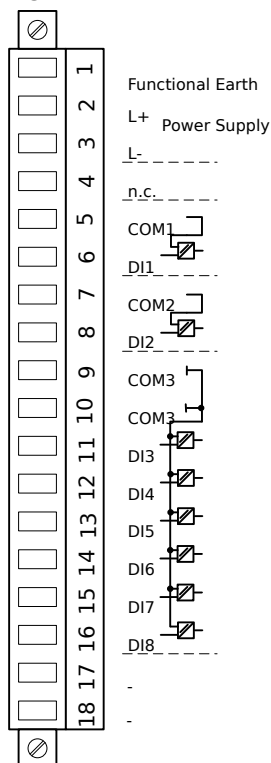 1
Functional Earth
2
L+ Power Supply
3
L-
4
n.c.
5
COM1
6
DI1
7
COM2
8
DI2
9
COM3
10
COM3
11
DI3
12
DI4
13
DI5
14
DI6
15
DI7
16
DI8
17
-
18
-